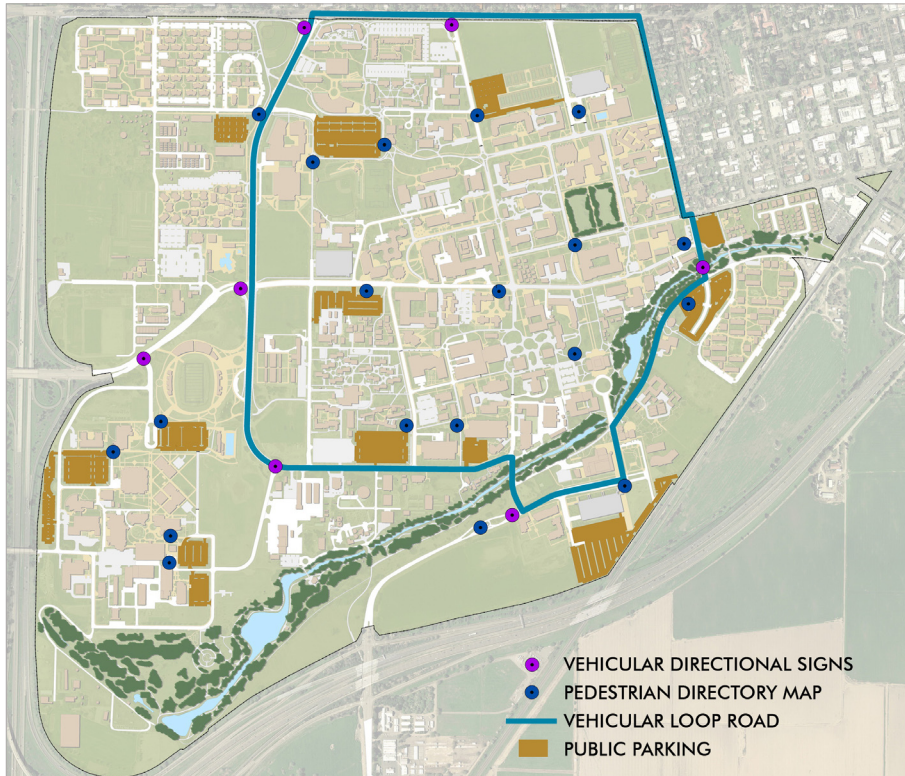 VEHICULAR DIRECTIONAL SIGNS
PEDESTRIAN DIRECTORY MAP
VEHICULAR LOOP ROAD
PUBLIC PARKING